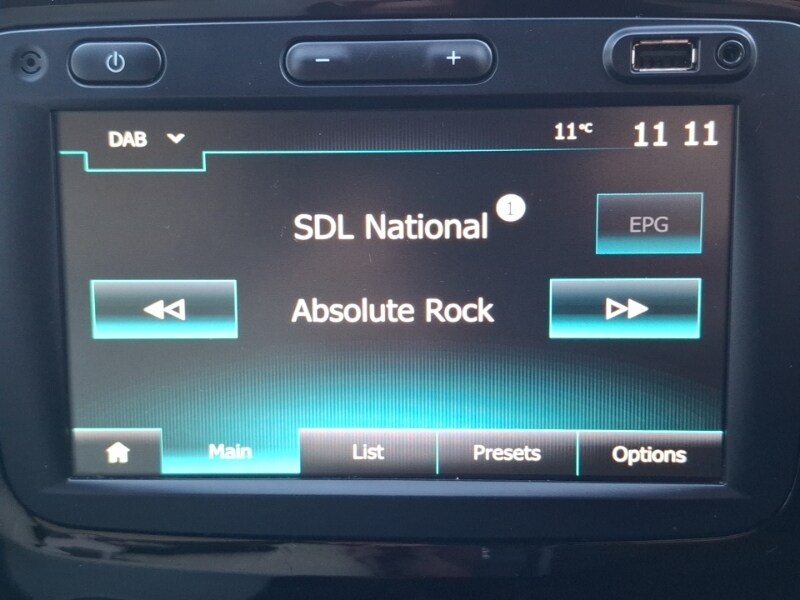 − +
DAB 11°C 11 11
SDL National 1
EPG
Absolute Rock
Main List Presets Options